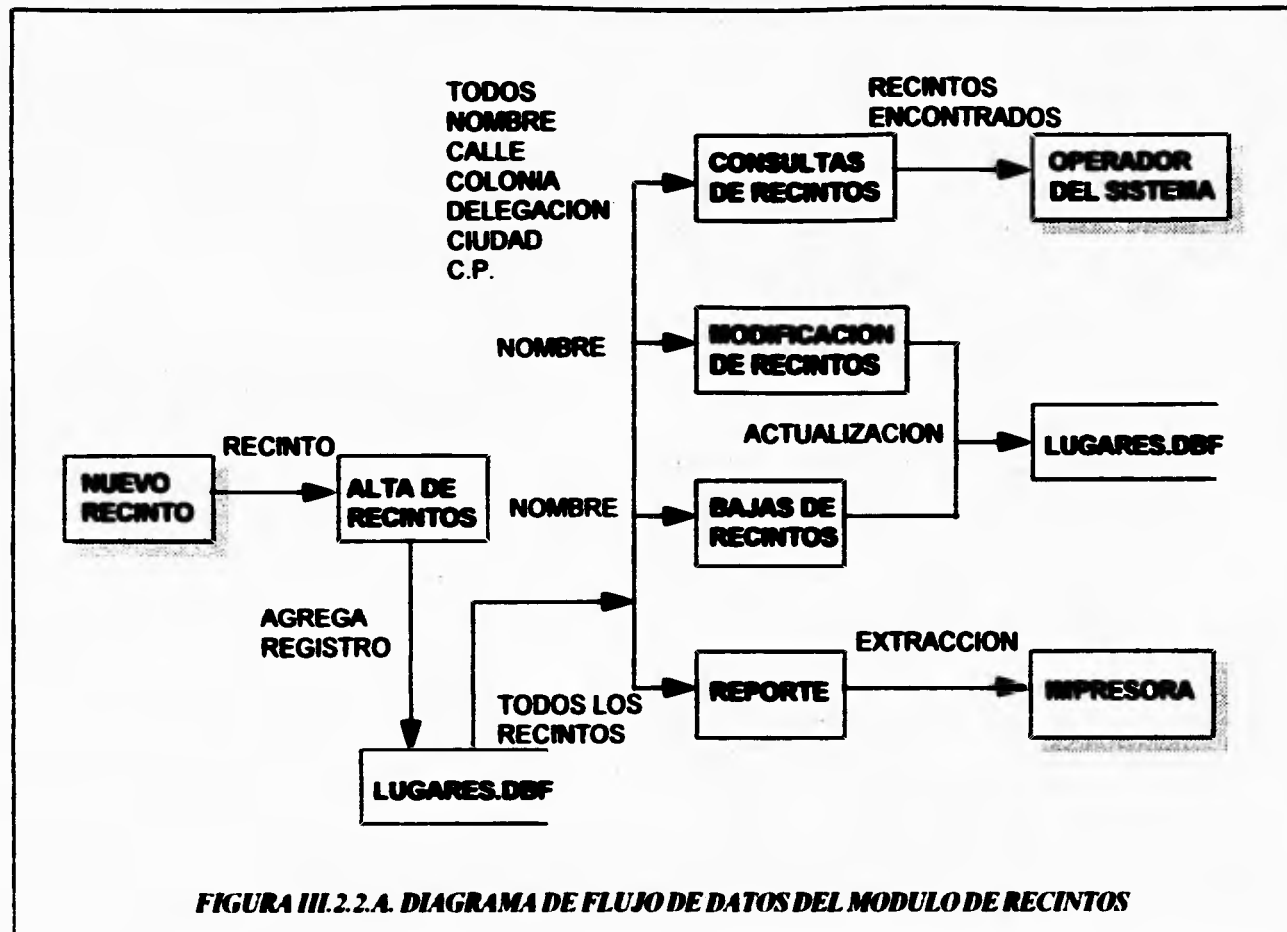 TODOS
NOMBRE
CALLE
COLONIA
DELEGACION
CIUDAD
C.P.
RECINTOS
ENCONTRADOS
CONSULTAS
DE RECINTOS
OPERADOR
DEL SISTEMA
NOMBRE
MODIFICACION
DE RECINTOS
ACTUALIZACION
LUGARES.DBF
RECINTO
NUEVO
RECINTO
ALTA DE
RECINTOS
NOMBRE
BAJAS DE
RECINTOS
AGREGA
REGISTRO
EXTRACCION
TODOS LOS
RECINTOS
REPORTE
IMPRESORA
LUGARES.DBF
FIGURA III.2.2.A. DIAGRAMA DE FLUJO DE DATOS DEL MODULO DE RECINTOS